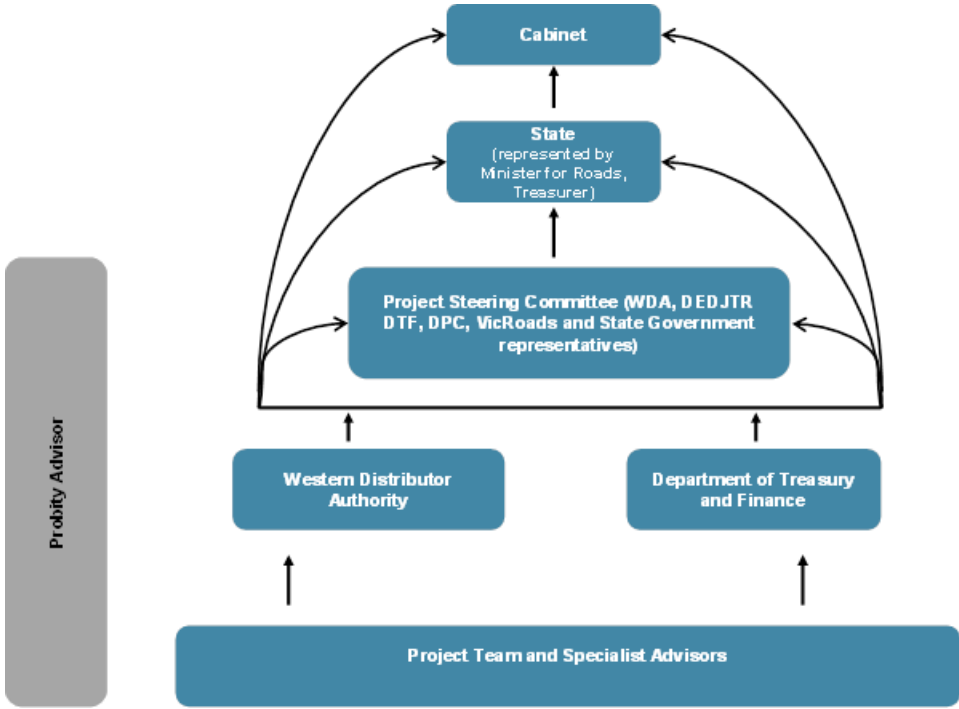 Cabinet
State
(represented by
Minister for Roads,
Treasurer)
Project Steering Committee (WDA, DEDJTR
DTF, DPC, VicRoads and State Government
representatives)
Western Distributor
Authority
Department of Treasury
and Finance
Project Team and Specialist Advisors
Probity Advisor